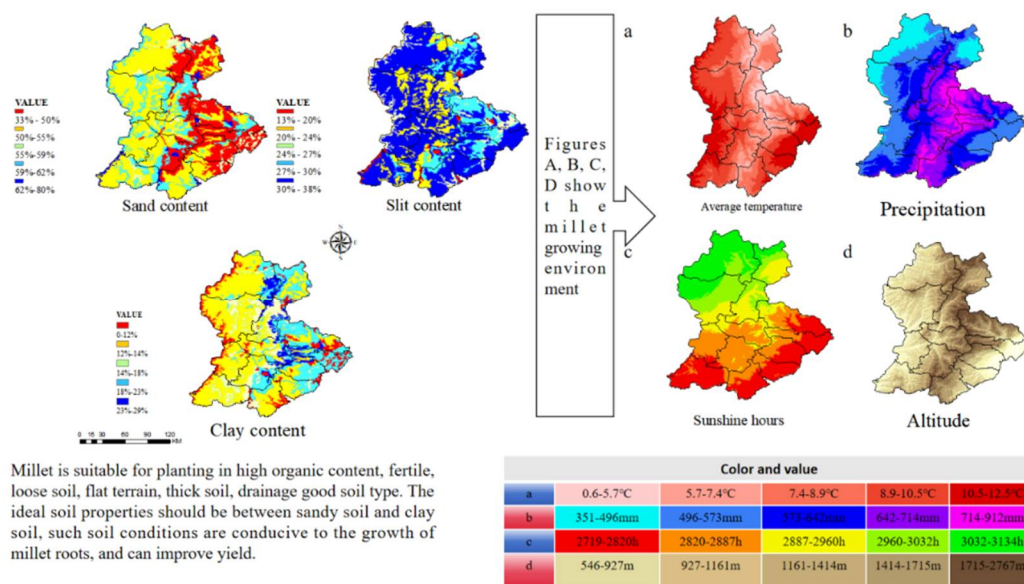 VALUE
33% - 50%
50%-55%
55%-59%
59%-62%
62%-80%
Sand content
VALUE
13% - 20%
20% - 24%
24% - 27%
27% - 30%
30% - 38%
Slit content
VALUE
0-12%
12%-14%
14%-18%
18%-23%
23%-29%
Clay content
N
W
E
S
0 15 30 60 90 120
KM
Figures
A, B, C,
D show
t h e
m i l l e t
growing
environ
ment
a
Average temperature
b
Precipitation
c
Sunshine hours
d
Altitude
Millet is suitable for planting in high organic content, fertile,
loose soil, flat terrain, thick soil, drainage good soil type. The
ideal soil properties should be between sandy soil and clay
soil, such soil conditions are conducive to the growth of
millet roots, and can improve yield.
Color and value
a 0.6-5.7°C 5.7-7.4°C 7.4-8.9°C 8.9-10.5°C 10.5-12.5°C
b 351-496mm 496-573mm 573-642mm 642-714mm 714-912mm
c 2719-2820h 2820-2887h 2887-2960h 2960-3032h 3032-3134h
d 546-927m 927-1161m 1161-1414m 1414-1715m 1715-2767m